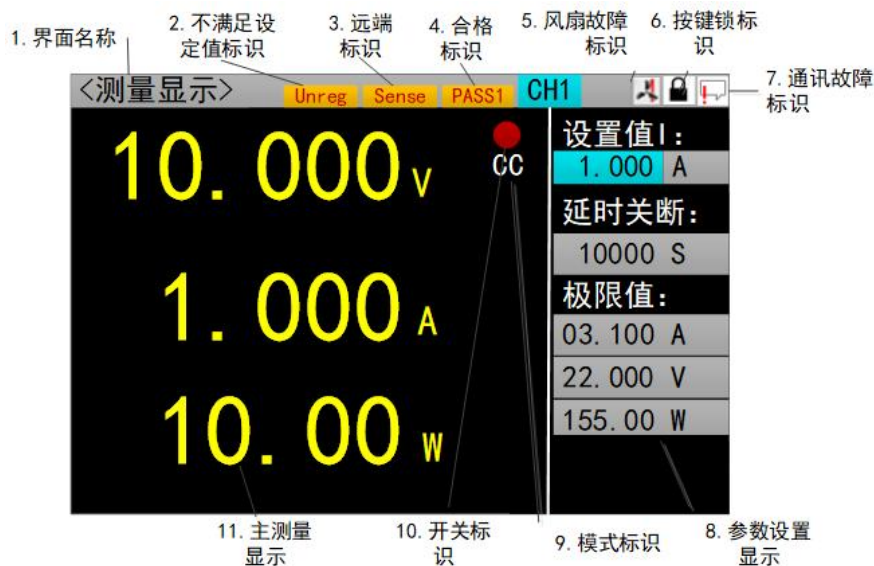 1. 界面名称
2. 不满足设
定值标识
3. 远端
标识
4. 合格
标识
5. 风扇故障
标识
6. 按键锁标
识
7. 通讯故障
标识
<测量显示>
Unreg
Sense
PASS1
CH1
10.000 V
CC
1.000 A
10.00 W
设置值I:
1.000 A
延时关断:
10000 S
极限值:
03.100 A
22.000 V
155.00 W
11. 主测量
显示
10. 开关标
识
9. 模式标识
8. 参数设置
显示